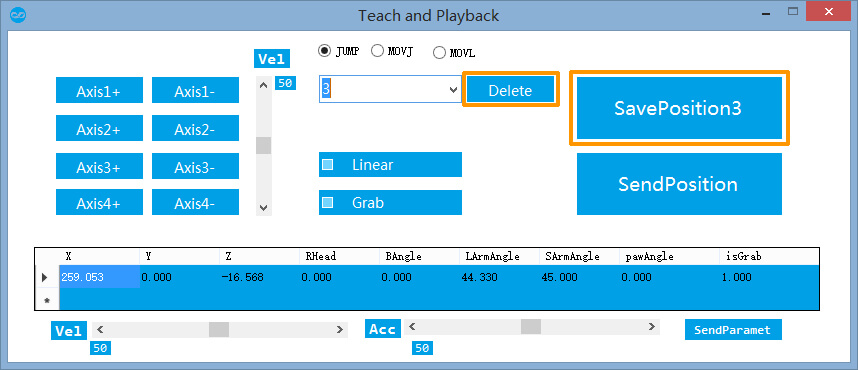 Teach and Playback
Vel
JUMP MOVJ MOVL
50
3
Delete
SavePosition3
Axis1+ Axis1-
Axis2+ Axis2-
Axis3+ Axis3-
Linear
SendPosition
Axis4+ Axis4-
Grab
X Y Z RHead BAngle LArmAngle SArmAngle pawAngle isGrab
259.053 0.000 -16.568 0.000 0.000 44.330 45.000 0.000 1.000
Vel
50
Acc
50
SendParamet